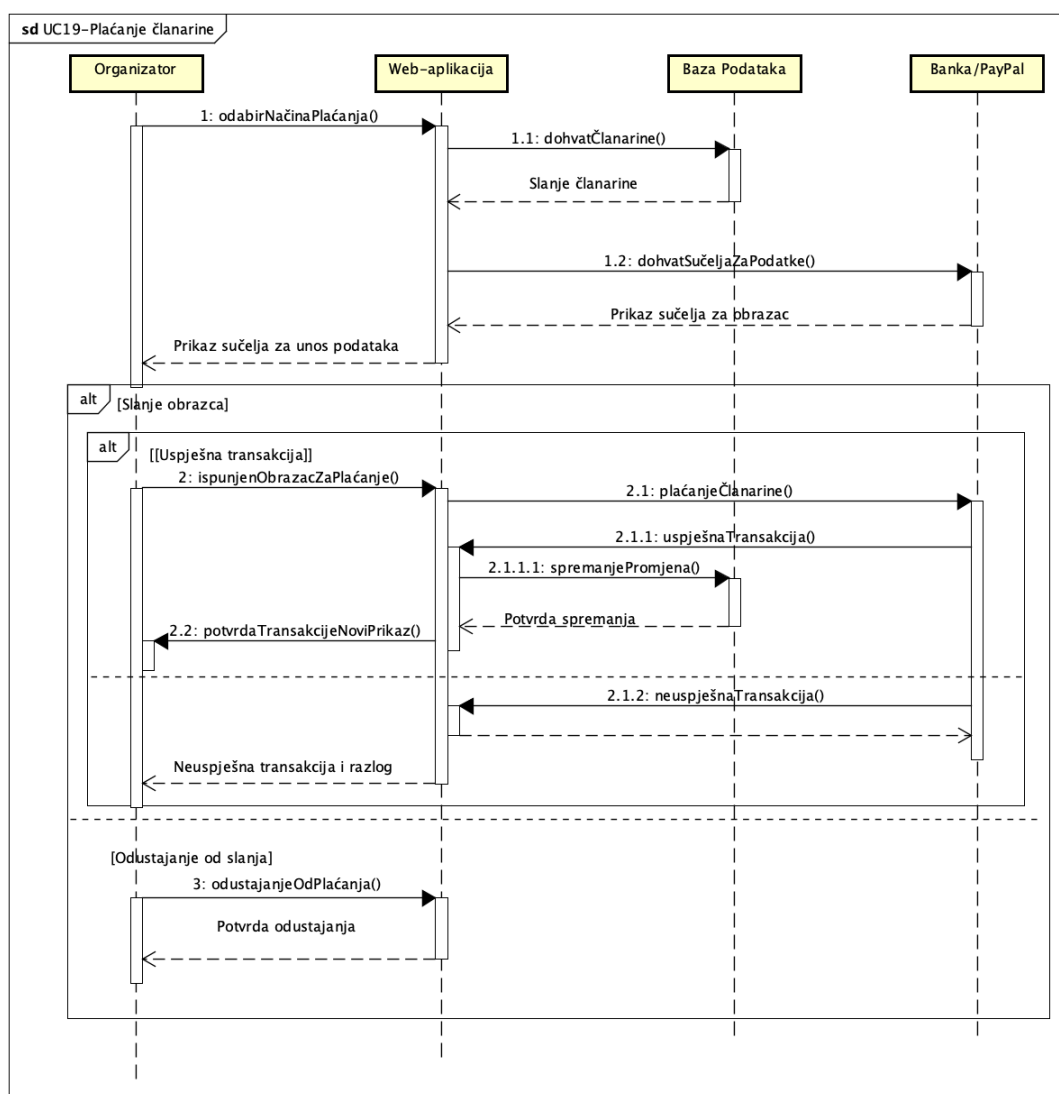 sd UC19-Plaćanje članarine
Organizator
Web-aplikacija
Baza Podataka
Banka/PayPal
1: odabirNačinaPlaćanja()
1.1: dohvatČlanarine()
Slanje članarine
1.2: dohvatSučeljaZaPodatke()
Prikaz sučelja za obrazac
Prikaz sučelja za unos podataka
alt
[Slanje obrazca]
alt
[[Uspješna transakcija]]
2: ispunjenObrazacZaPlaćanje()
2.1: plaćanjeČlanarine()
2.1.1: uspješnaTransakcija()
2.1.1.1: spremanjePromjena()
Potvrda spremanja
2.2: potvrdaTransakcijeNoviPrikaz()
2.1.2: neuspješnaTransakcija()
Neuspješna transakcija i razlog
[Odustajanje od slanja]
3: odustajanjeOdPlaćanja()
Potvrda odustajanja